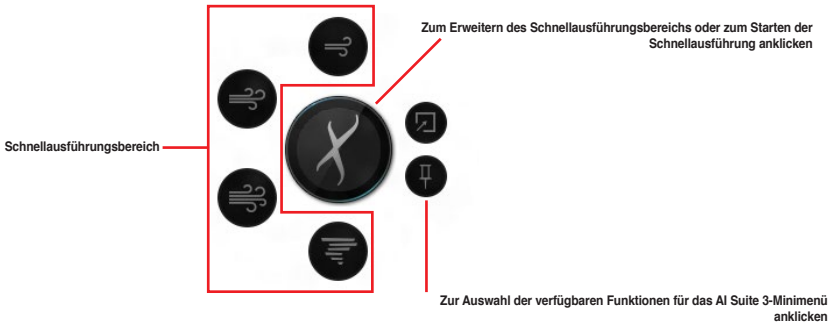 Zum Erweitern des Schnellausführungsbereichs oder zum Starten der
Schnellausführung anklicken
Schnellausführungsbereich
Zur Auswahl der verfügbaren Funktionen für das AI Suite 3-Minimenü
anklicken